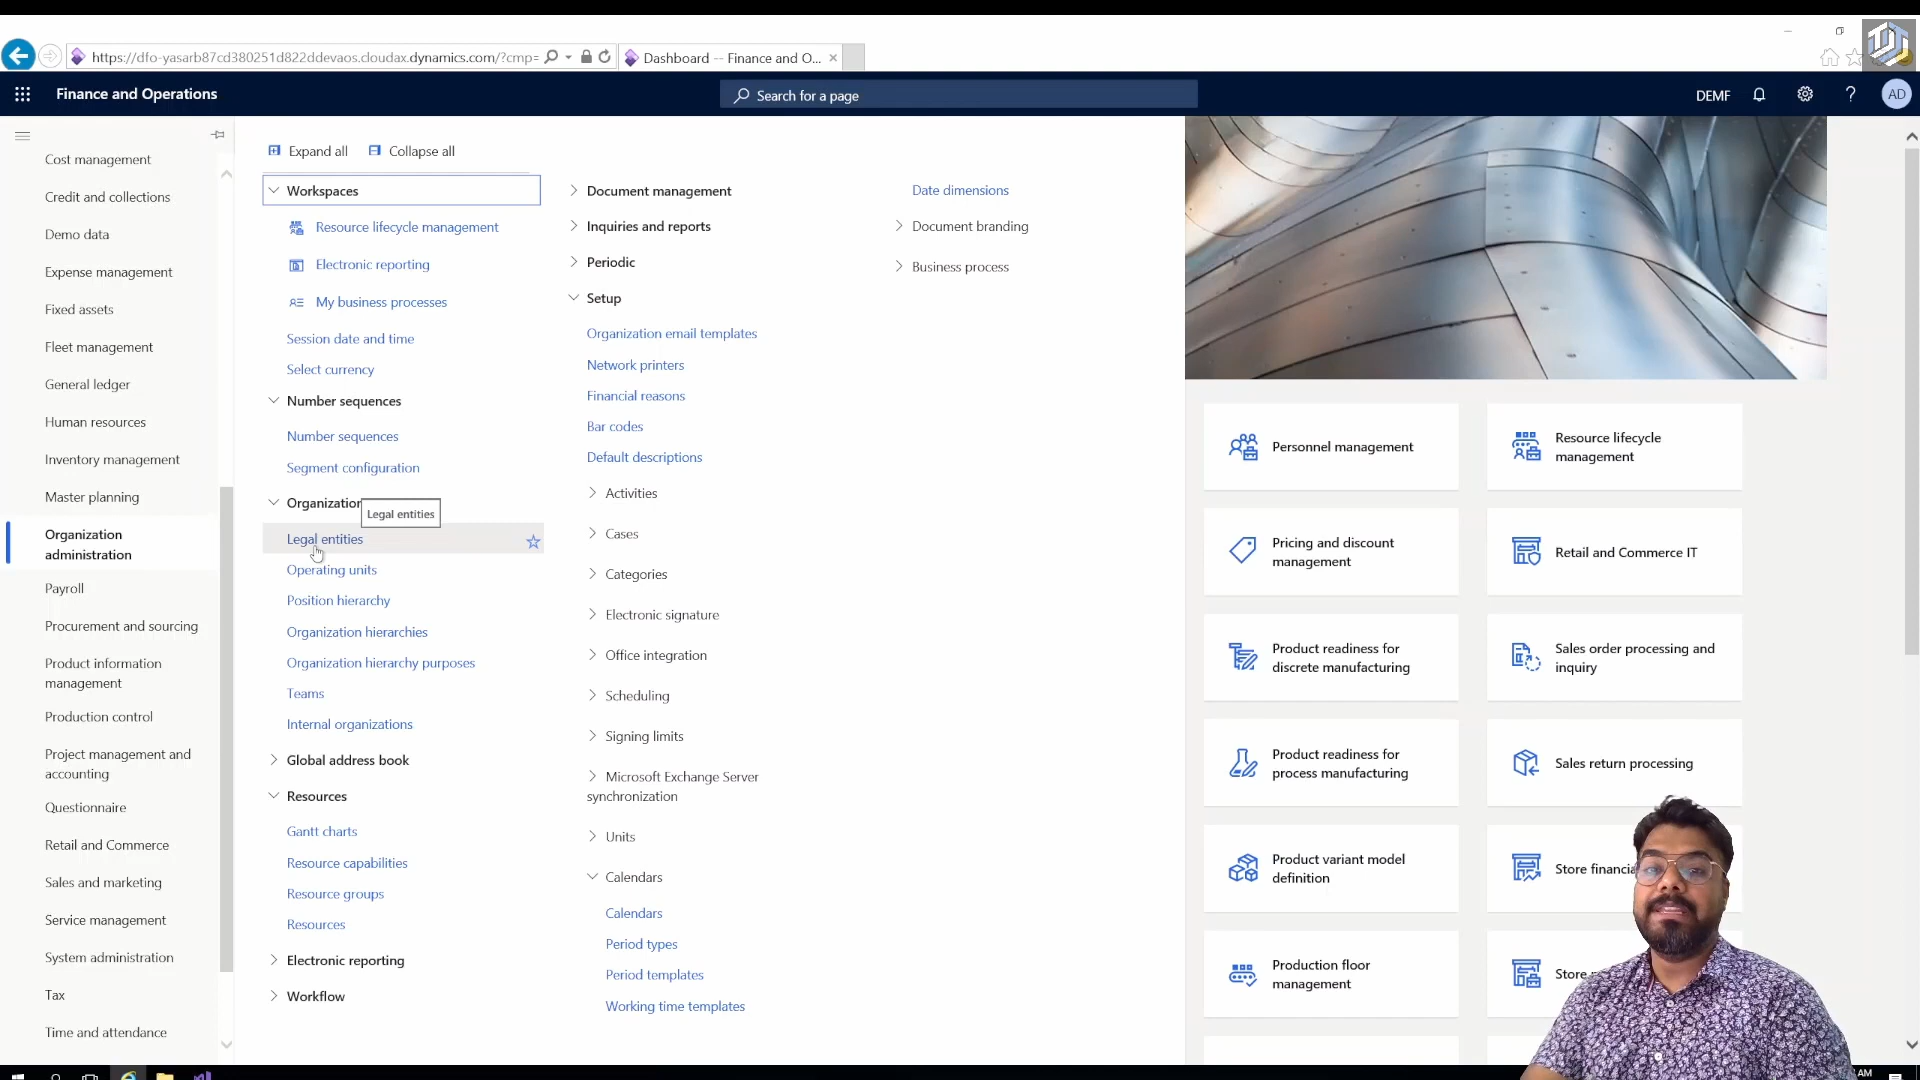 https://dfo-yasarb87cd380251d822ddevaos.cloudax.dynamics.com/?cmp=
Dashboard -- Finance and O...
Finance and Operations
Search for a page
DEMF
?
AD
Cost management
Credit and collections
Demo data
Expense management
Fixed assets
Fleet management
General ledger
Human resources
Inventory management
Master planning
Organization
administration
Payroll
Procurement and sourcing
Product information
management
Production control
Project management and
accounting
Questionnaire
Retail and Commerce
Sales and marketing
Service management
System administration
Tax
Time and attendance
Expand all
Collapse all
Workspaces
Resource lifecycle management
Electronic reporting
My business processes
Session date and time
Select currency
Number sequences
Number sequences
Segment configuration
Organization
Legal entities
Legal entities
Operating units
Position hierarchy
Organization hierarchies
Organization hierarchy purposes
Teams
Internal organizations
Global address book
Resources
Gantt charts
Resource capabilities
Resource groups
Resources
Electronic reporting
Workflow
Document management
Inquiries and reports
Periodic
Setup
Organization email templates
Network printers
Financial reasons
Bar codes
Default descriptions
Activities
Cases
Categories
Electronic signature
Office integration
Scheduling
Signing limits
Microsoft Exchange Server
synchronization
Units
Calendars
Calendars
Period types
Period templates
Working time templates
Date dimensions
Document branding
Business process
Personnel management
Resource lifecycle
management
Pricing and discount
management
Retail and Commerce IT
Product readiness for
discrete manufacturing
Sales order processing and
inquiry
Product readiness for
process manufacturing
Sales return processing
Product variant model
definition
Store financia
Production floor
management
Store
AM